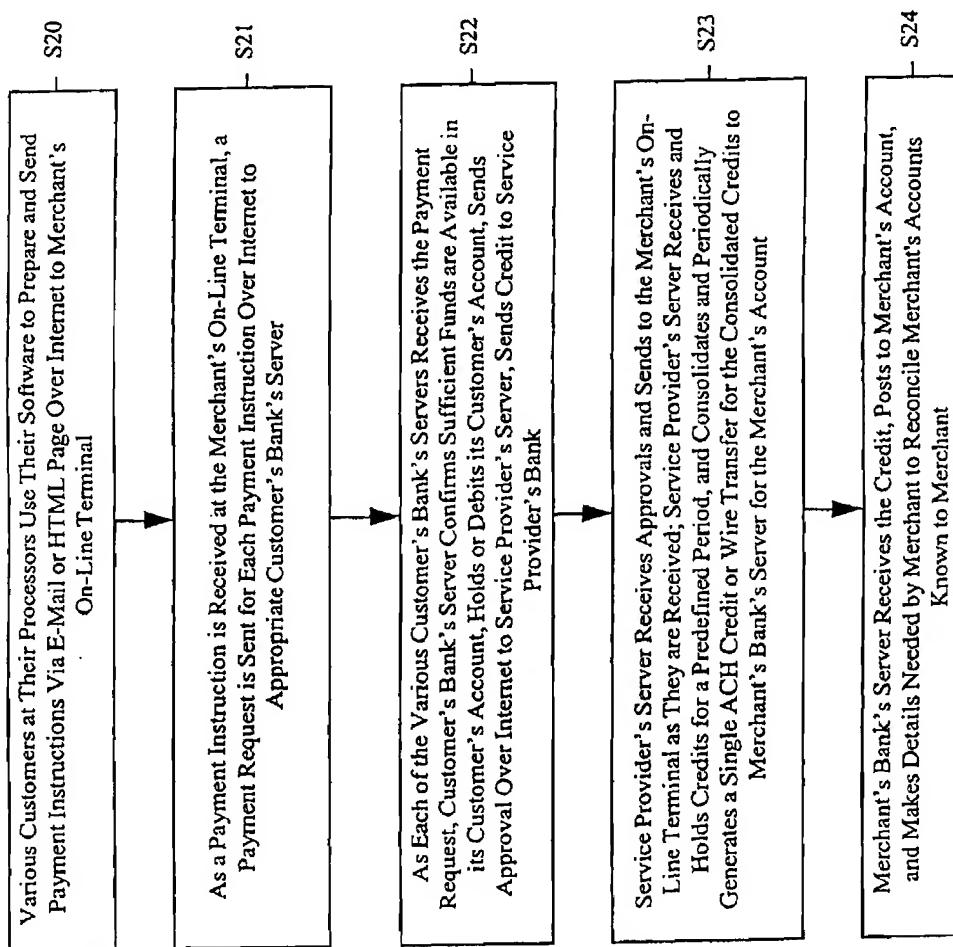 Various Customers at Their Processors Use Their Software to Prepare and Send
Payment Instructions Via E-Mail or HTML Page Over Internet to Merchant's
On-Line Terminal
S20
As a Payment Instruction is Received at the Merchant's On-Line Terminal, a
Payment Request is Sent for Each Payment Instruction Over Internet to
Appropriate Customer's Bank's Server
S21
As Each of the Various Customer's Bank's Servers Receives the Payment
Request, Customer's Bank's Server Confirms Sufficient Funds are Available in
its Customer's Account, Holds or Debits its Customer's Account, Sends
Approval Over Internet to Service Provider's Server, Sends Credit to Service
Provider's Bank
S22
Service Provider's Server Receives Approvals and Sends to the Merchant's On-
Line Terminal as They are Received; Service Provider's Server Receives and
Holds Credits for a Predefined Period, and Consolidates and Periodically
Generates a Single ACH Credit or Wire Transfer for the Consolidated Credits to
Merchant's Bank's Server for the Merchant's Account
S23
Merchant's Bank's Server Receives the Credit, Posts to Merchant's Account,
and Makes Details Needed by Merchant to Reconcile Merchant's Accounts
Known to Merchant
S24